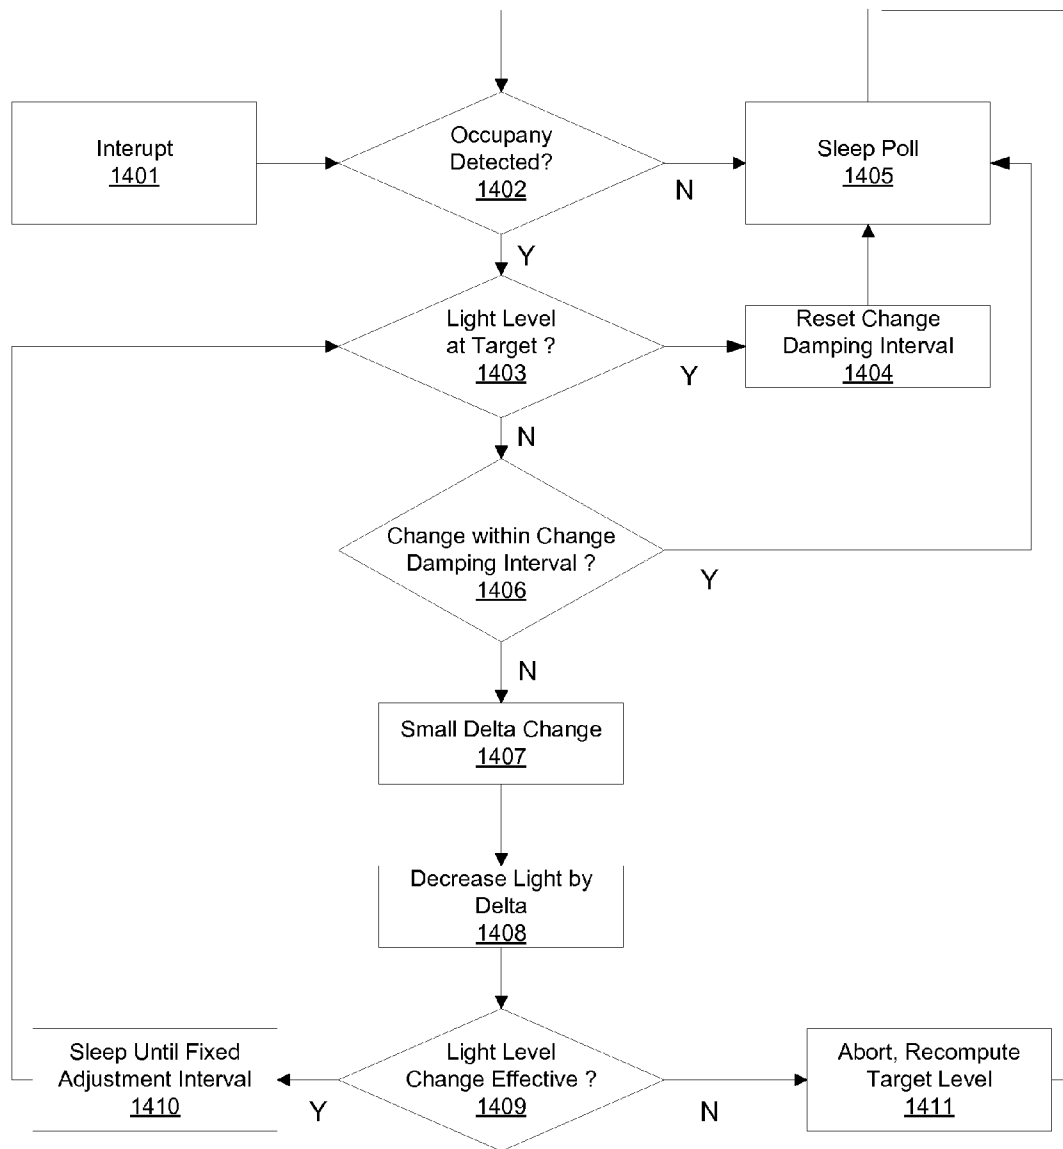 Interupt
1401
Occupany
Detected?
1402
N
Sleep Poll
1405
Y
Light Level
at Target ?
1403
Y
Reset Change
Damping Interval
1404
N
Change within Change
Damping Interval ?
1406
Y
N
Small Delta Change
1407
Decrease Light by
Delta
1408
Sleep Until Fixed
Adjustment Interval
1410
Y
Light Level
Change Effective ?
1409
N
Abort, Recompute
Target Level
1411